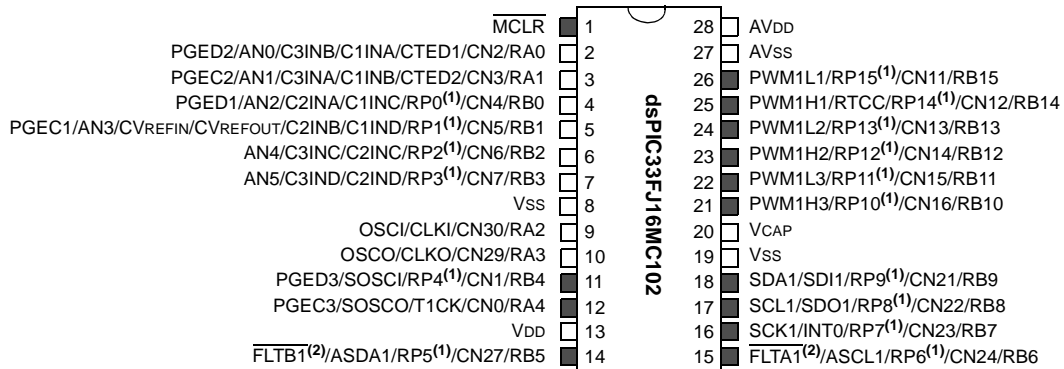 MCLR 1
PGED2/AN0/C3INB/C1INA/CTED1/CN2/RA0 2
PGEC2/AN1/C3INA/C1INB/CTED2/CN3/RA1 3
PGED1/AN2/C2INA/C1INC/RP0(1)/CN4/RB0 4
PGEC1/AN3/CVREFIN/CVREFOUT/C2INB/C1IND/RP1(1)/CN5/RB1 5
AN4/C3INC/C2INC/RP2(1)/CN6/RB2 6
AN5/C3IND/C2IND/RP3(1)/CN7/RB3 7
VSS 8
OSCI/CLKI/CN30/RA2 9
OSCO/CLKO/CN29/RA3 10
PGED3/SOSCI/RP4(1)/CN1/RB4 11
PGEC3/SOSCO/T1CK/CN0/RA4 12
VDD 13
FLTB1(2)/ASDA1/RP5(1)/CN27/RB5 14
dsPIC33FJ16MC102
28 AVDD
27 AVSS
26 PWM1L1/RP15(1)/CN11/RB15
25 PWM1H1/RTCC/RP14(1)/CN12/RB14
24 PWM1L2/RP13(1)/CN13/RB13
23 PWM1H2/RP12(1)/CN14/RB12
22 PWM1L3/RP11(1)/CN15/RB11
21 PWM1H3/RP10(1)/CN16/RB10
20 VCAP
19 VSS
18 SDA1/SDI1/RP9(1)/CN21/RB9
17 SCL1/SDO1/RP8(1)/CN22/RB8
16 SCK1/INT0/RP7(1)/CN23/RB7
15 FLTA1(2)/ASCL1/RP6(1)/CN24/RB6